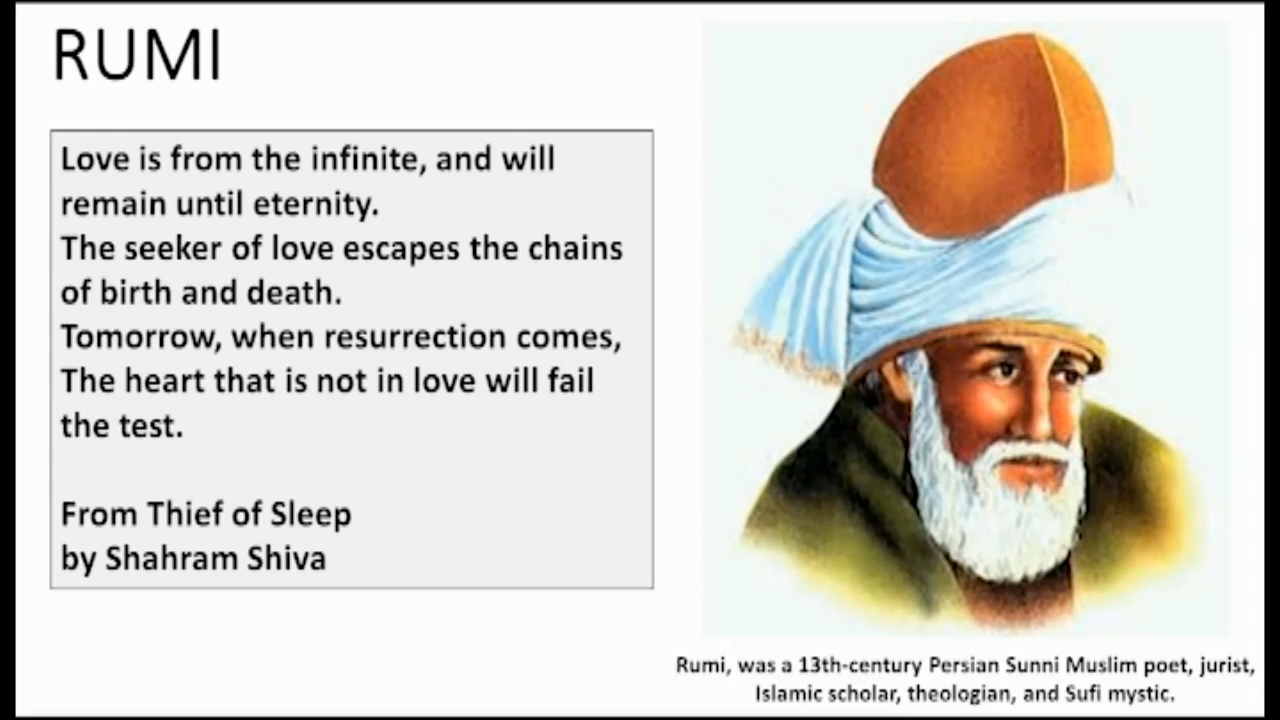 RUMI
Love is from the infinite, and will
remain until eternity.
The seeker of love escapes the chains
of birth and death.
Tomorrow, when resurrection comes,
The heart that is not in love will fail
the test.
From Thief of Sleep
by Shahram Shiva
Rumi, was a 13th-century Persian Sunni Muslim poet, jurist,
Islamic scholar, theologian, and Sufi mystic.